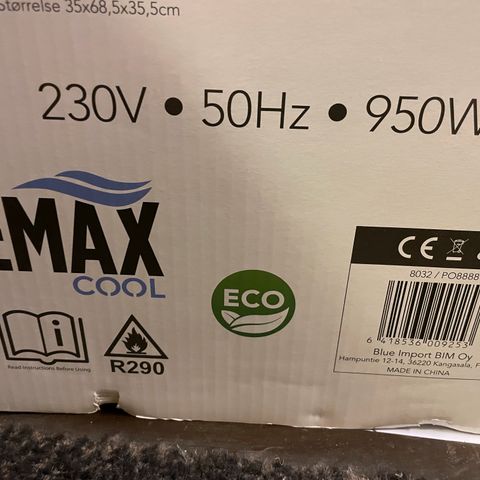 Størrelse 35x68,5x35,5cm
230V • 50Hz • 950W
eMAX
COOL
ECO
CE
8032 / PO8888
6 418536 009253
Blue Import BIM Oy
Hampuntie 12-14, 36220 Kangasala, F
MADE IN CHINA
i
Read Instructions Before Using
R290